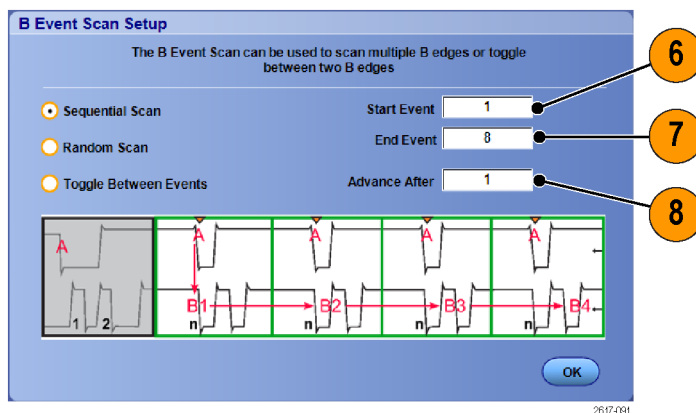 B Event Scan Setup
The B Event Scan can be used to scan multiple B edges or toggle
between two B edges
Sequential Scan
Random Scan
Toggle Between Events
Start Event 1
End Event 8
Advance After 1
6
7
8
A A A A A
B1 B2 B3 B4
1 2 n n n n
OK
2617-091